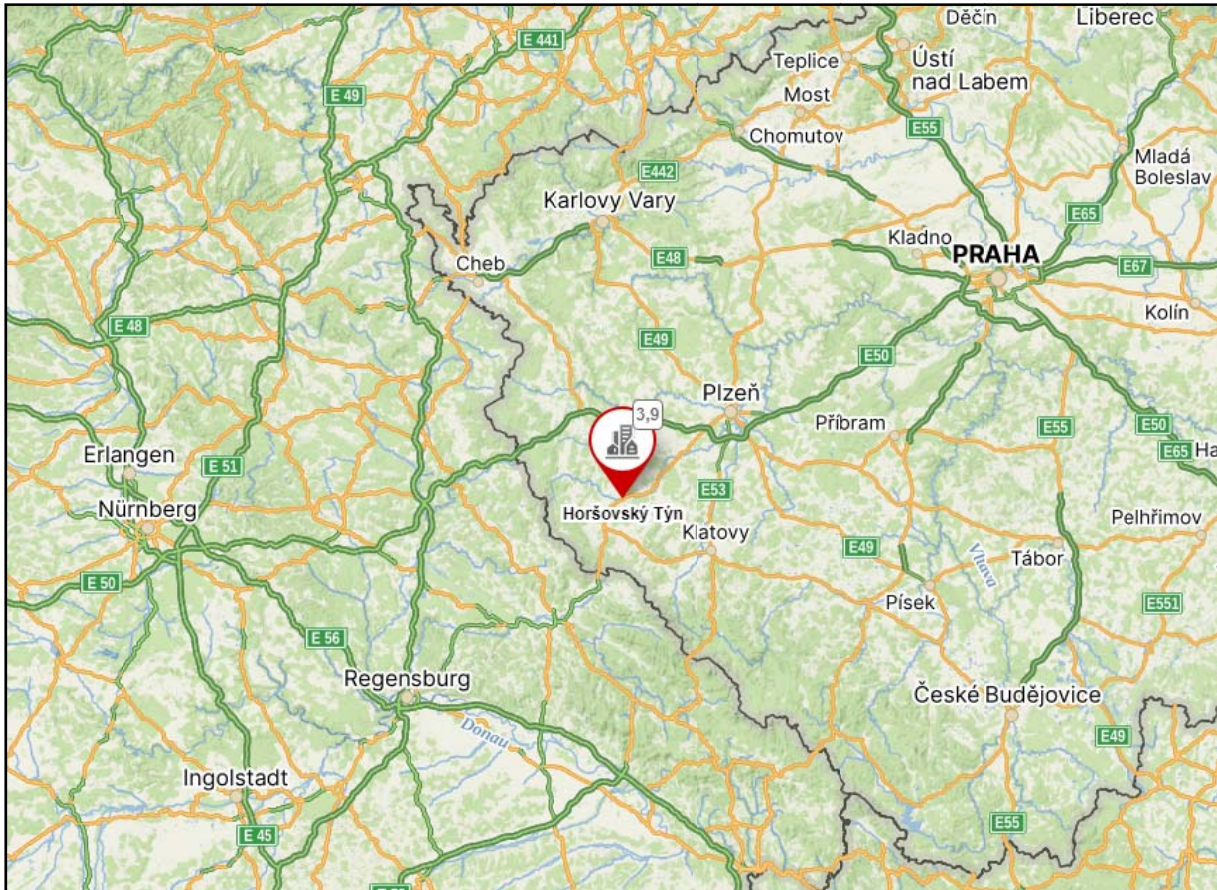 Děčín
Liberec
E 441
Teplice
Ústí
nad Labem
E 49
Most
Chomutov
E55
Mladá
Boleslav
E442
Karlovy Vary
E65
Kladno
PRAHA
Cheb
E48
E67
Kolín
E 48
E49
E50
Plzeň
3,9
Příbram
E55
E50
Erlangen
E 51
E65
Ha
E53
Nürnberg
Horšovský Týn
Klatovy
Pelhřimov
E49
Vltava
Tábor
E 50
Písek
E551
E 56
Regensburg
České Budějovice
Donau
E49
Ingolstadt
E 45
E55